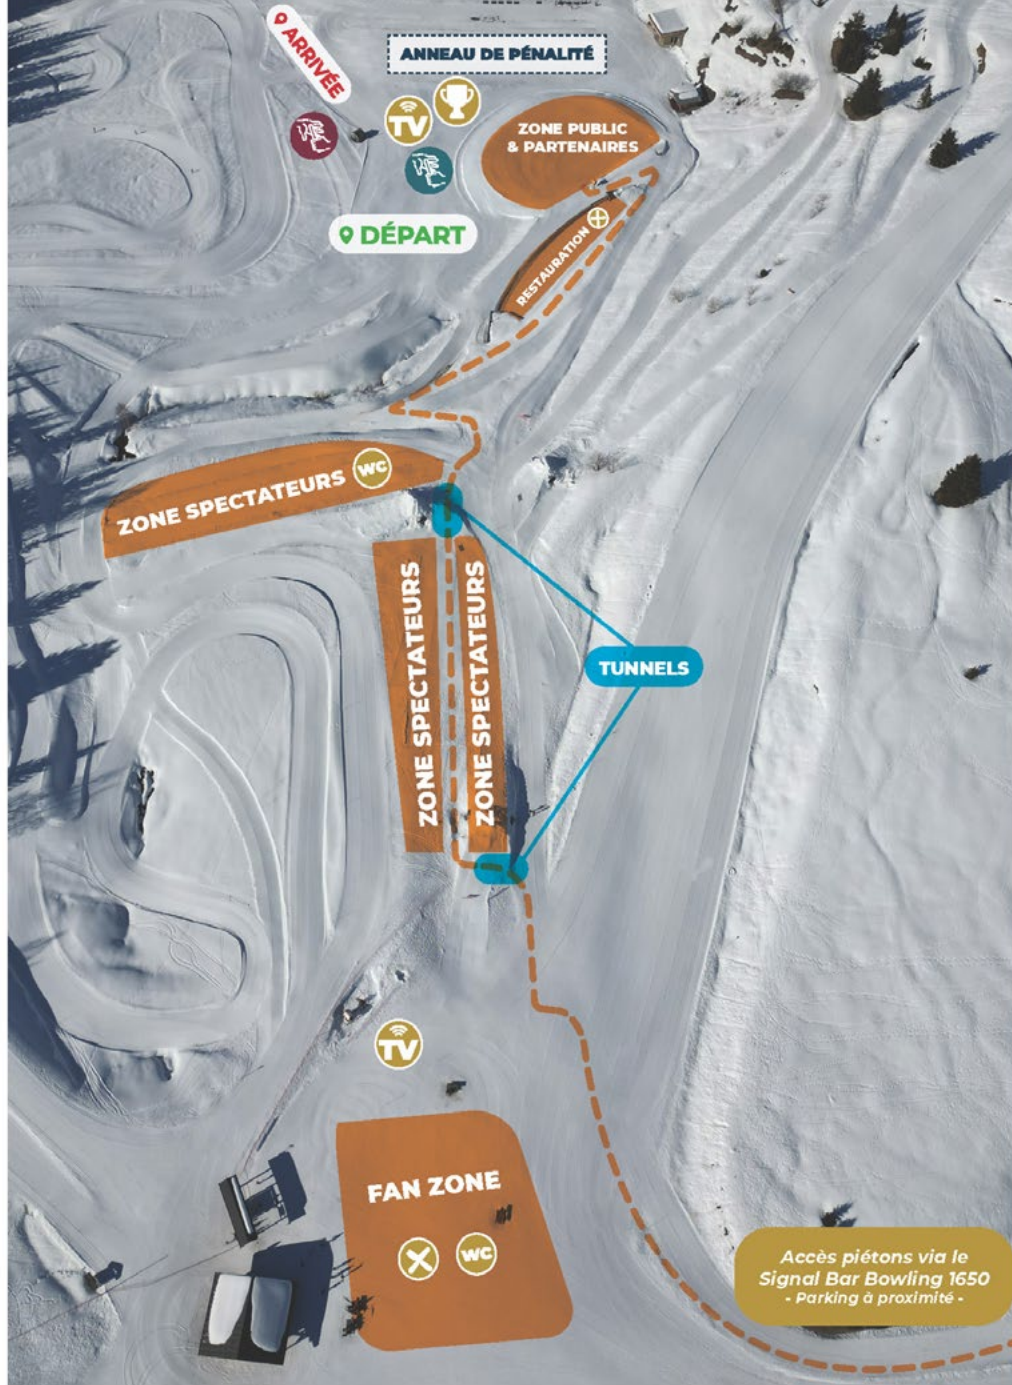 ARRIVÉE
ANNEAU DE PÉNALITÉ
TV
ZONE PUBLIC
& PARTENAIRES
DÉPART
RESTAURATION
ZONE SPECTATEURS
WC
ZONE SPECTATEURS
ZONE SPECTATEURS
TUNNELS
TV
FAN ZONE
WC
Accès piétons via le
Signal Bar Bowling 1650
- Parking à proximité -